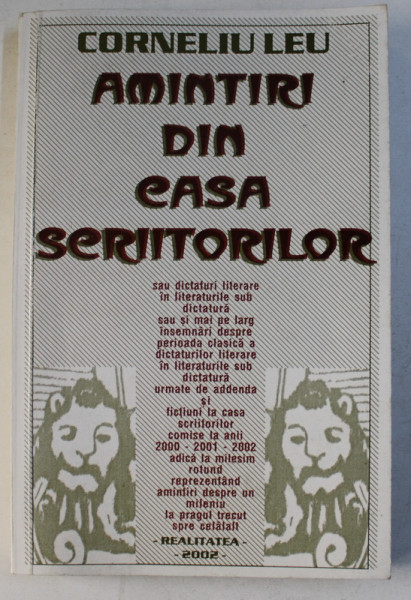 CORNELIU LEU
AMINTIRI
DIN
CASA
SCRIITORILOR
sau dictaturi literare
în literaturile sub
dictatură
sau și mai pe larg
însemnări despre
perioada clasică a
dictaturilor literare
în literaturile sub
dictatură
urmate de addenda
și
ficțiuni la casa
scriitorilor
comise la anii
2000 - 2001 - 2002
adică la milesim
rotund
reprezentând
amintiri despre un
mileniu
la pragul trecut
spre celălalt
- REALITATEA -
- 2002 -